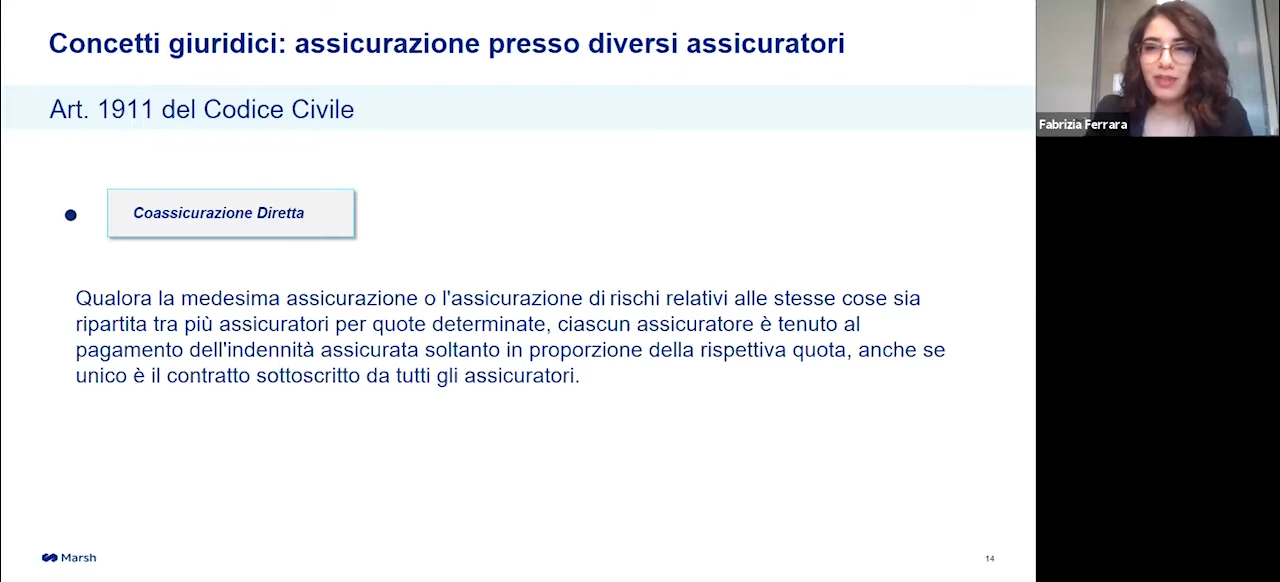 Concetti giuridici: assicurazione presso diversi assicuratori
Art. 1911 del Codice Civile
Coassicurazione Diretta
Qualora la medesima assicurazione o l'assicurazione di rischi relativi alle stesse cose sia
ripartita tra più assicuratori per quote determinate, ciascun assicuratore è tenuto al
pagamento dell'indennità assicurata soltanto in proporzione della rispettiva quota, anche se
unico è il contratto sottoscritto da tutti gli assicuratori.
Marsh
14
Fabrizia Ferrara